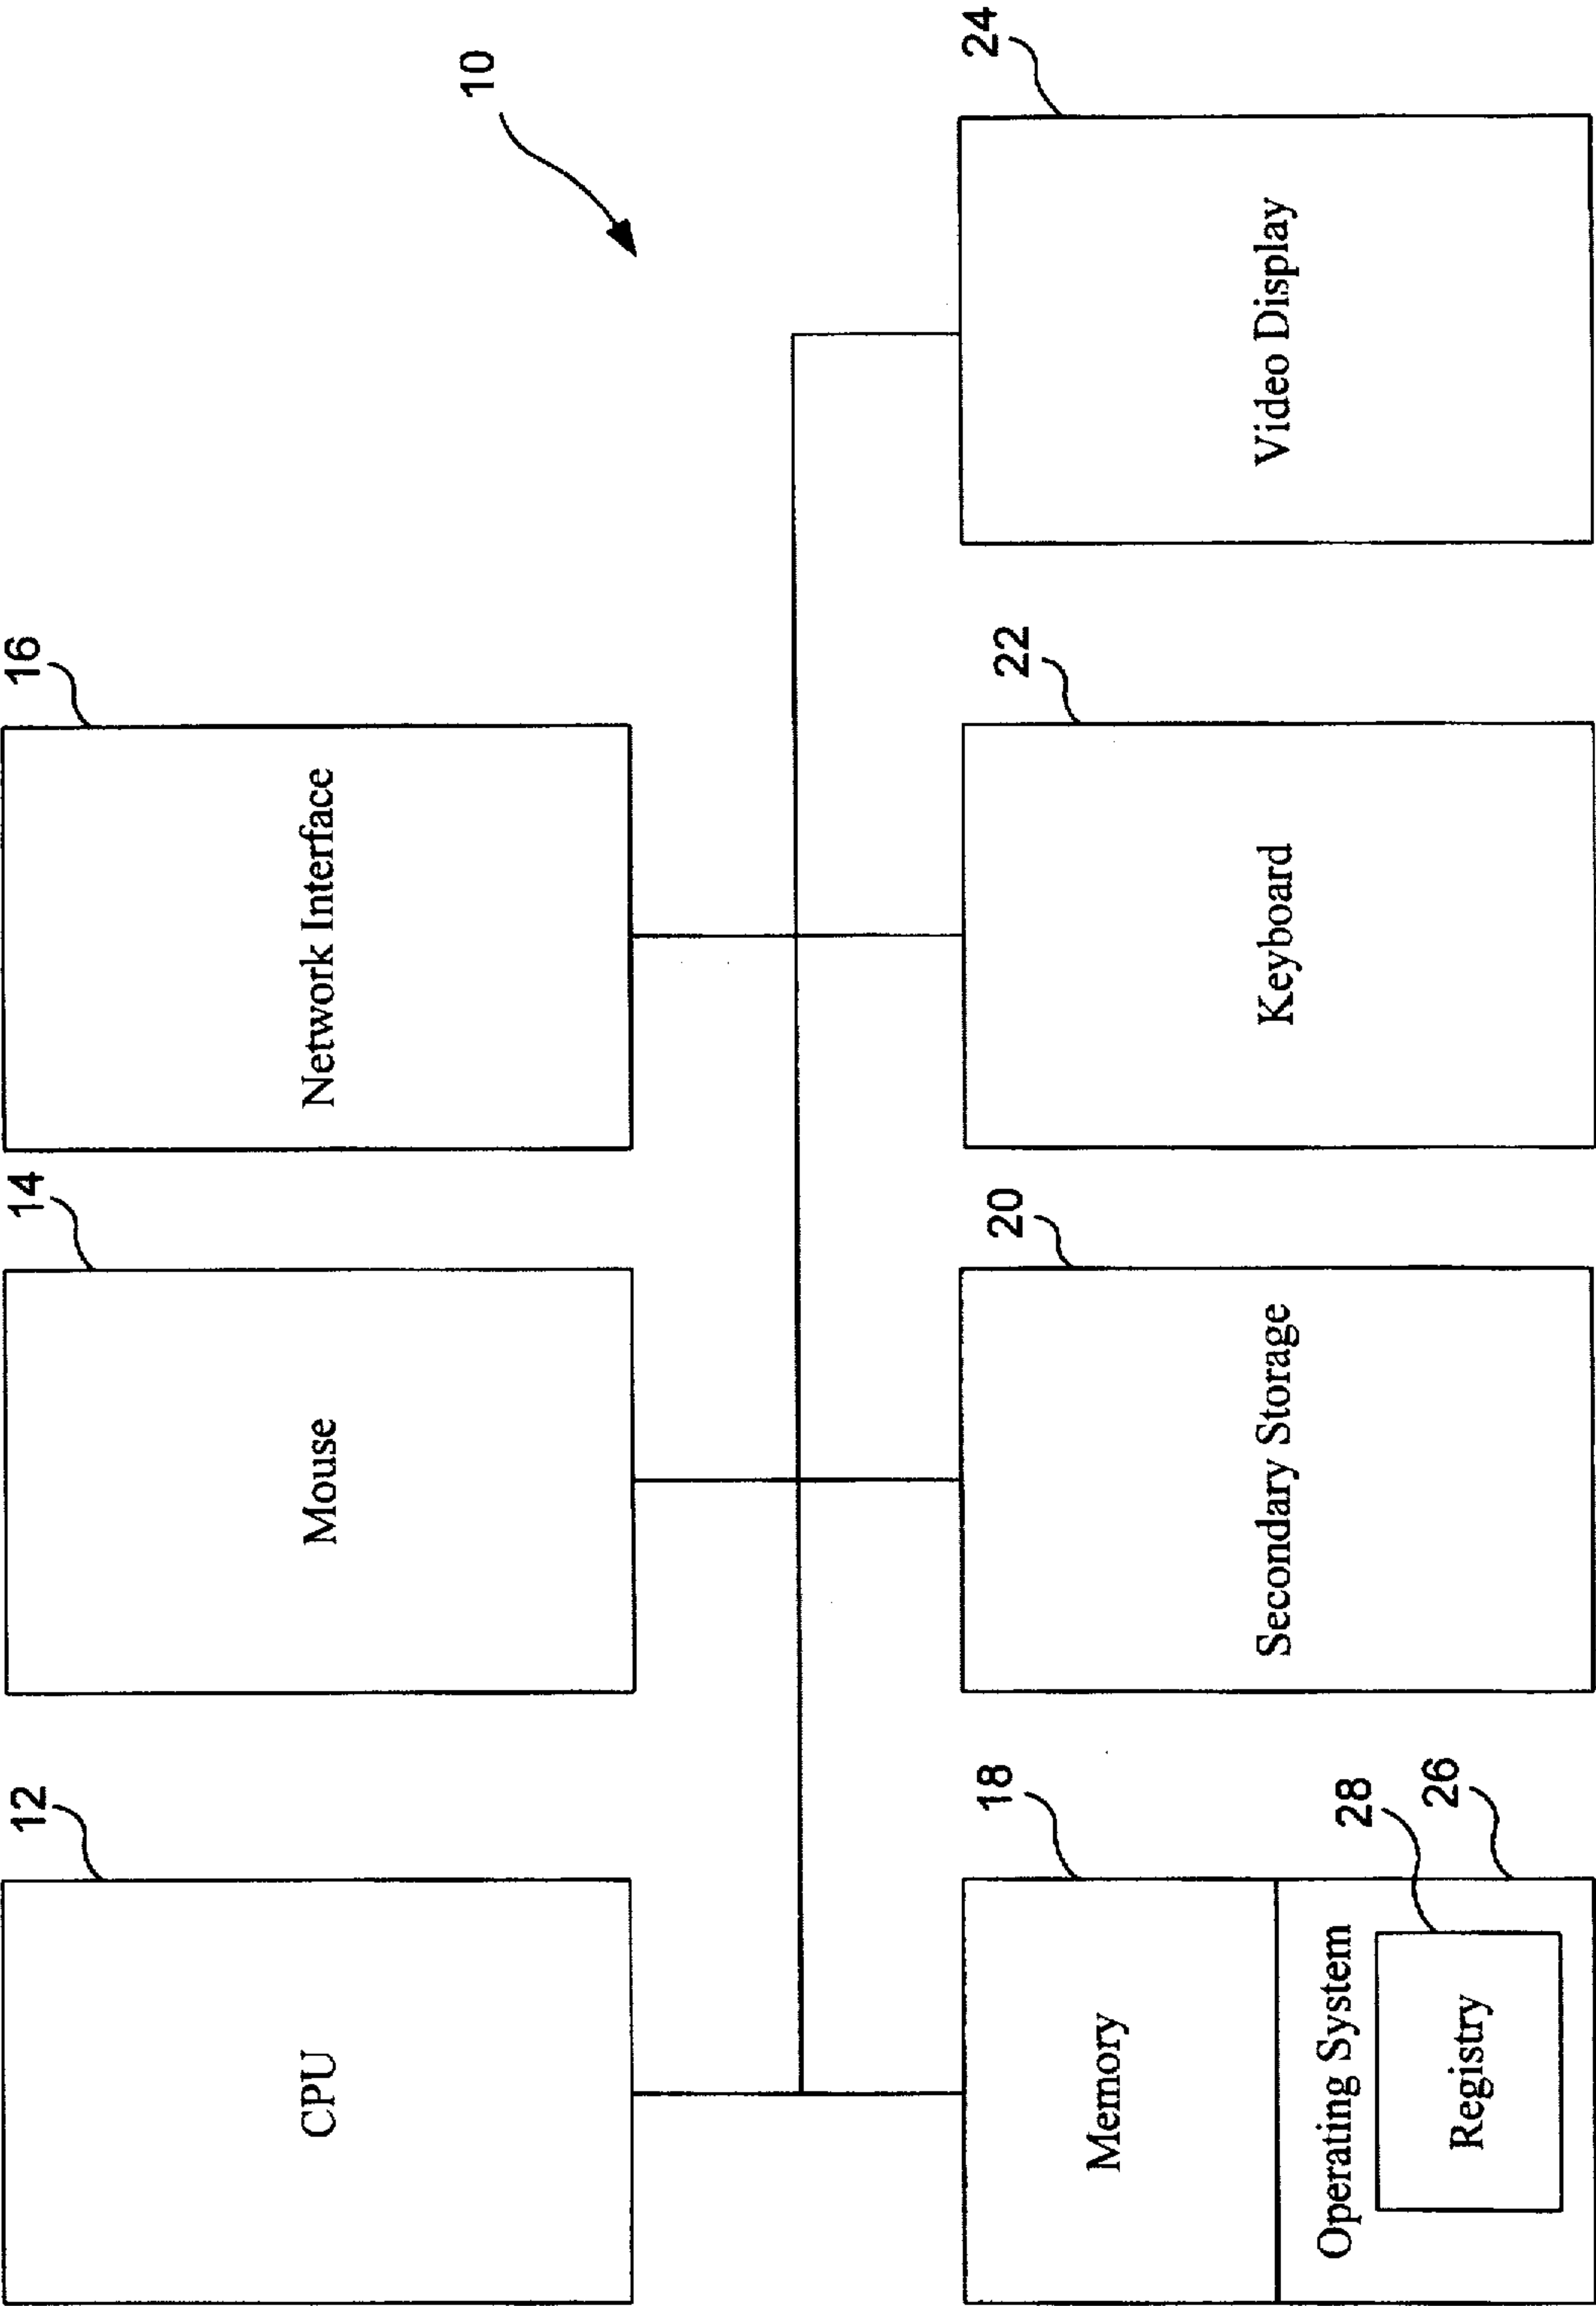 10
12
CPU
14
Mouse
16
Network Interface
18
Memory
Operating System
26
28
Registry
20
Secondary Storage
22
Keyboard
24
Video Display